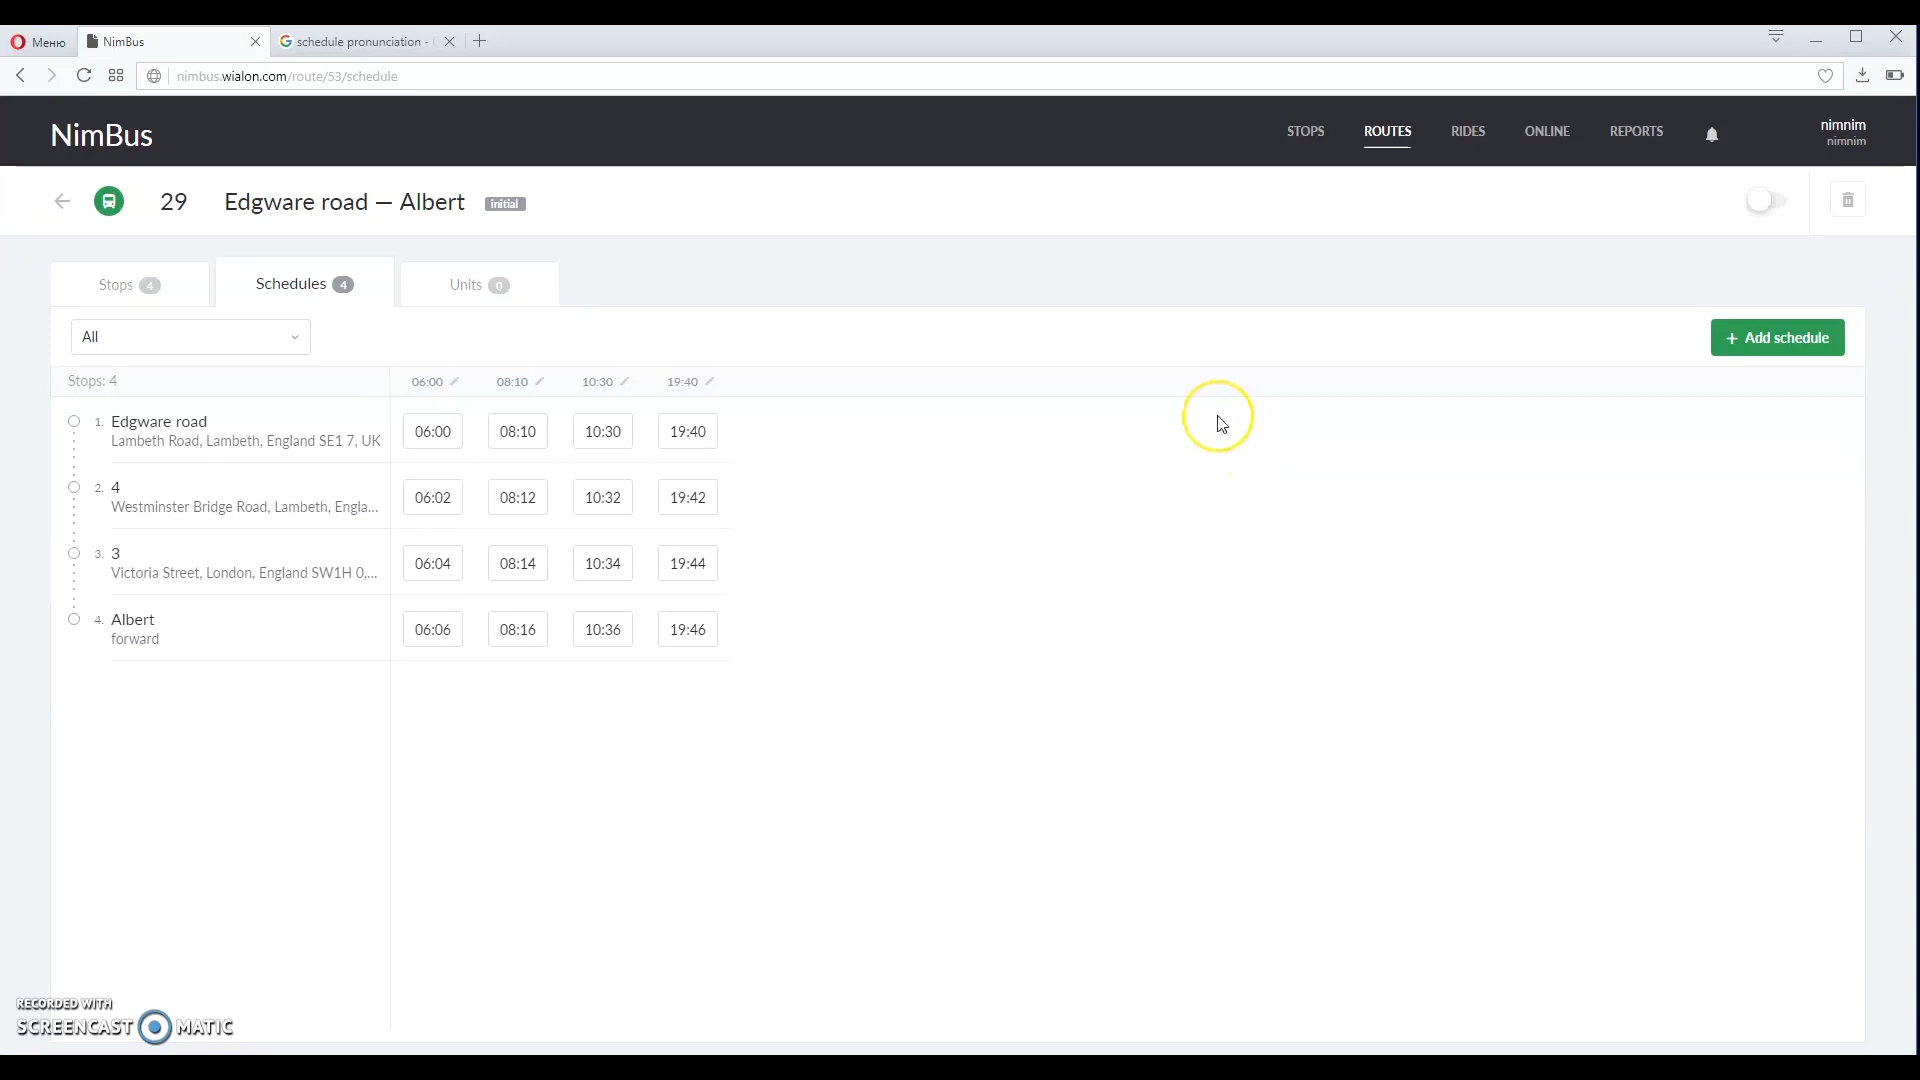 Меню
NimBus
schedule pronunciation -
nimbus.wialon.com/route/53/schedule
NimBus
STOPS
ROUTES
RIDES
ONLINE
REPORTS
nimnim
nimnim
29
Edgware road — Albert
initial
Stops 4
Schedules 4
Units 0
All
+ Add schedule
Stops: 4
06:00
08:10
10:30
19:40
1. Edgware road
Lambeth Road, Lambeth, England SE1 7, UK
06:00
08:10
10:30
19:40
2. 4
Westminster Bridge Road, Lambeth, Engla...
06:02
08:12
10:32
19:42
3. 3
Victoria Street, London, England SW1H 0,...
06:04
08:14
10:34
19:44
4. Albert
forward
06:06
08:16
10:36
19:46
RECORDED WITH
SCREENCAST MATIC